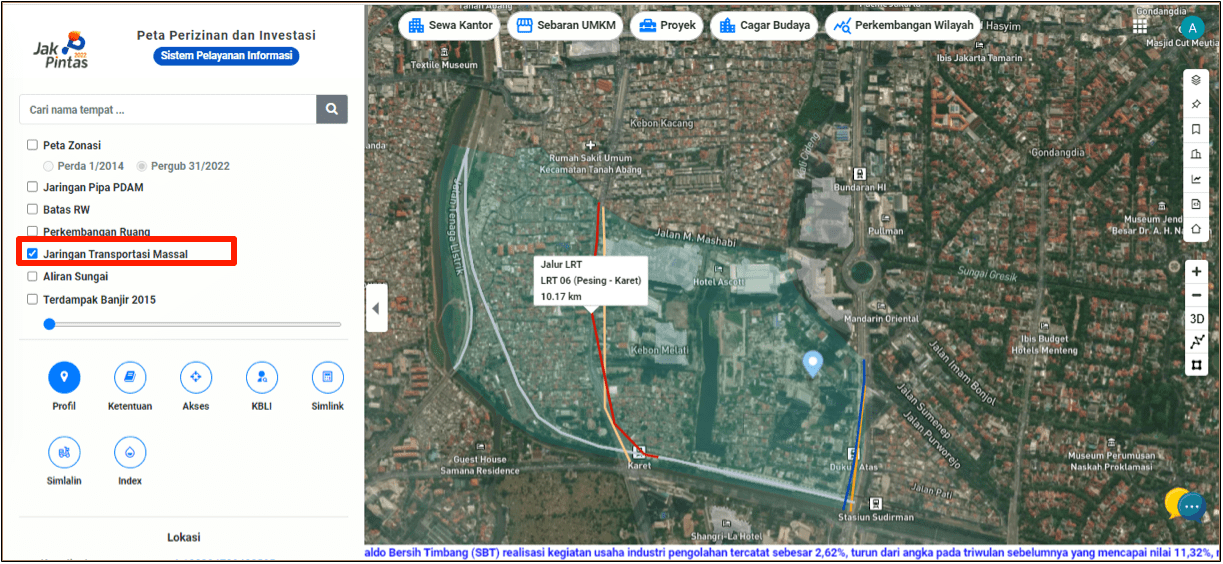 Jak
Pintas
2022
Peta Perizinan dan Investasi
Sistem Pelayanan Informasi
Cari nama tempat ...
Peta Zonasi
Perda 1/2014
Pergub 31/2022
Jaringan Pipa PDAM
Batas RW
Perkembangan Ruang
Jaringan Transportasi Massal
Aliran Sungai
Terdampak Banjir 2015
Profil
Ketentuan
Akses
KBLI
Simlink
Simlalin
Index
Lokasi
Sewa Kantor
Sebaran UMKM
Proyek
Cagar Budaya
Perkembangan Wilayah
A
Hasyim
Gondangdia
Masjid Cut Meutia
Ibis Jakarta Tamarin
Textile Museum
Kebon Kacang
Rumah Sakit Umum
Kecamatan Tanah Abang
Bundaran HI
Gondangdia
Pullman
Museum Jend
Besar Dr. A. H. Na
Jalan Tenaga Listrik
Jalan M. Mashabi
Jalur LRT
LRT 06 (Pesing - Karet)
10.17 km
Hotel Ascott
Sungai Gresik
Mandarin Oriental
Ibis Budget
Hotels Menteng
Kebon Melati
Jalan Imam Bonjol
Jalan Sumenep
Jalan Purworejo
Guest House
Samana Residence
Karet
Dukuh Atas
Museum Perumusan
Naskah Proklamasi
Jalan Pati
Stasiun Sudirman
Shangri-La Hotel
3D
aldo Bersih Timbang (SBT) realisasi kegiatan usaha industri pengolahan tercatat sebesar 2,62%, turun dari angka pada triwulan sebelumnya yang mencapai nilai 11,32%,